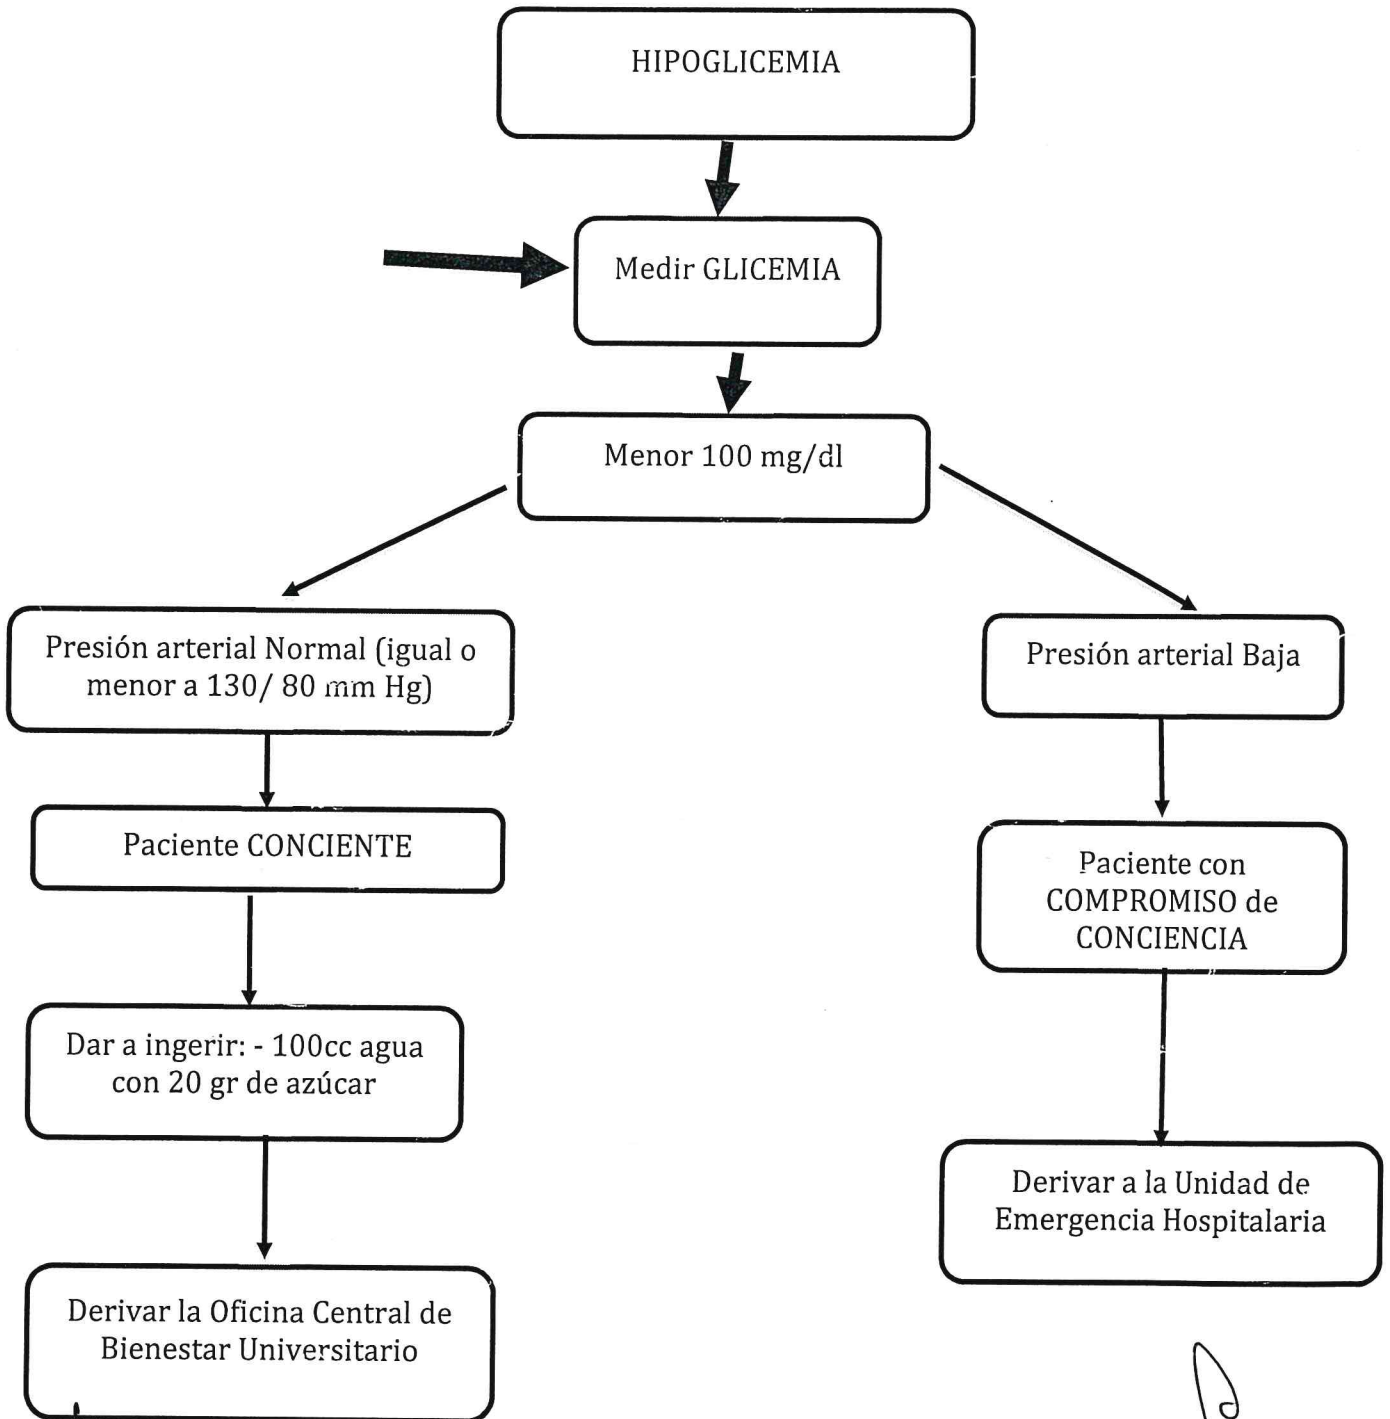 HIPOGLICEMIA
Medir GLICEMIA
Menor 100 mg/dl
Presión arterial Normal (igual o
menor a 130/ 80 mm Hg)
Paciente CONCIENTE
Dar a ingerir: - 100cc agua
con 20 gr de azúcar
Derivar la Oficina Central de
Bienestar Universitario
Presión arterial Baja
Paciente con
COMPROMISO de
CONCIENCIA
Derivar a la Unidad de
Emergencia Hospitalaria